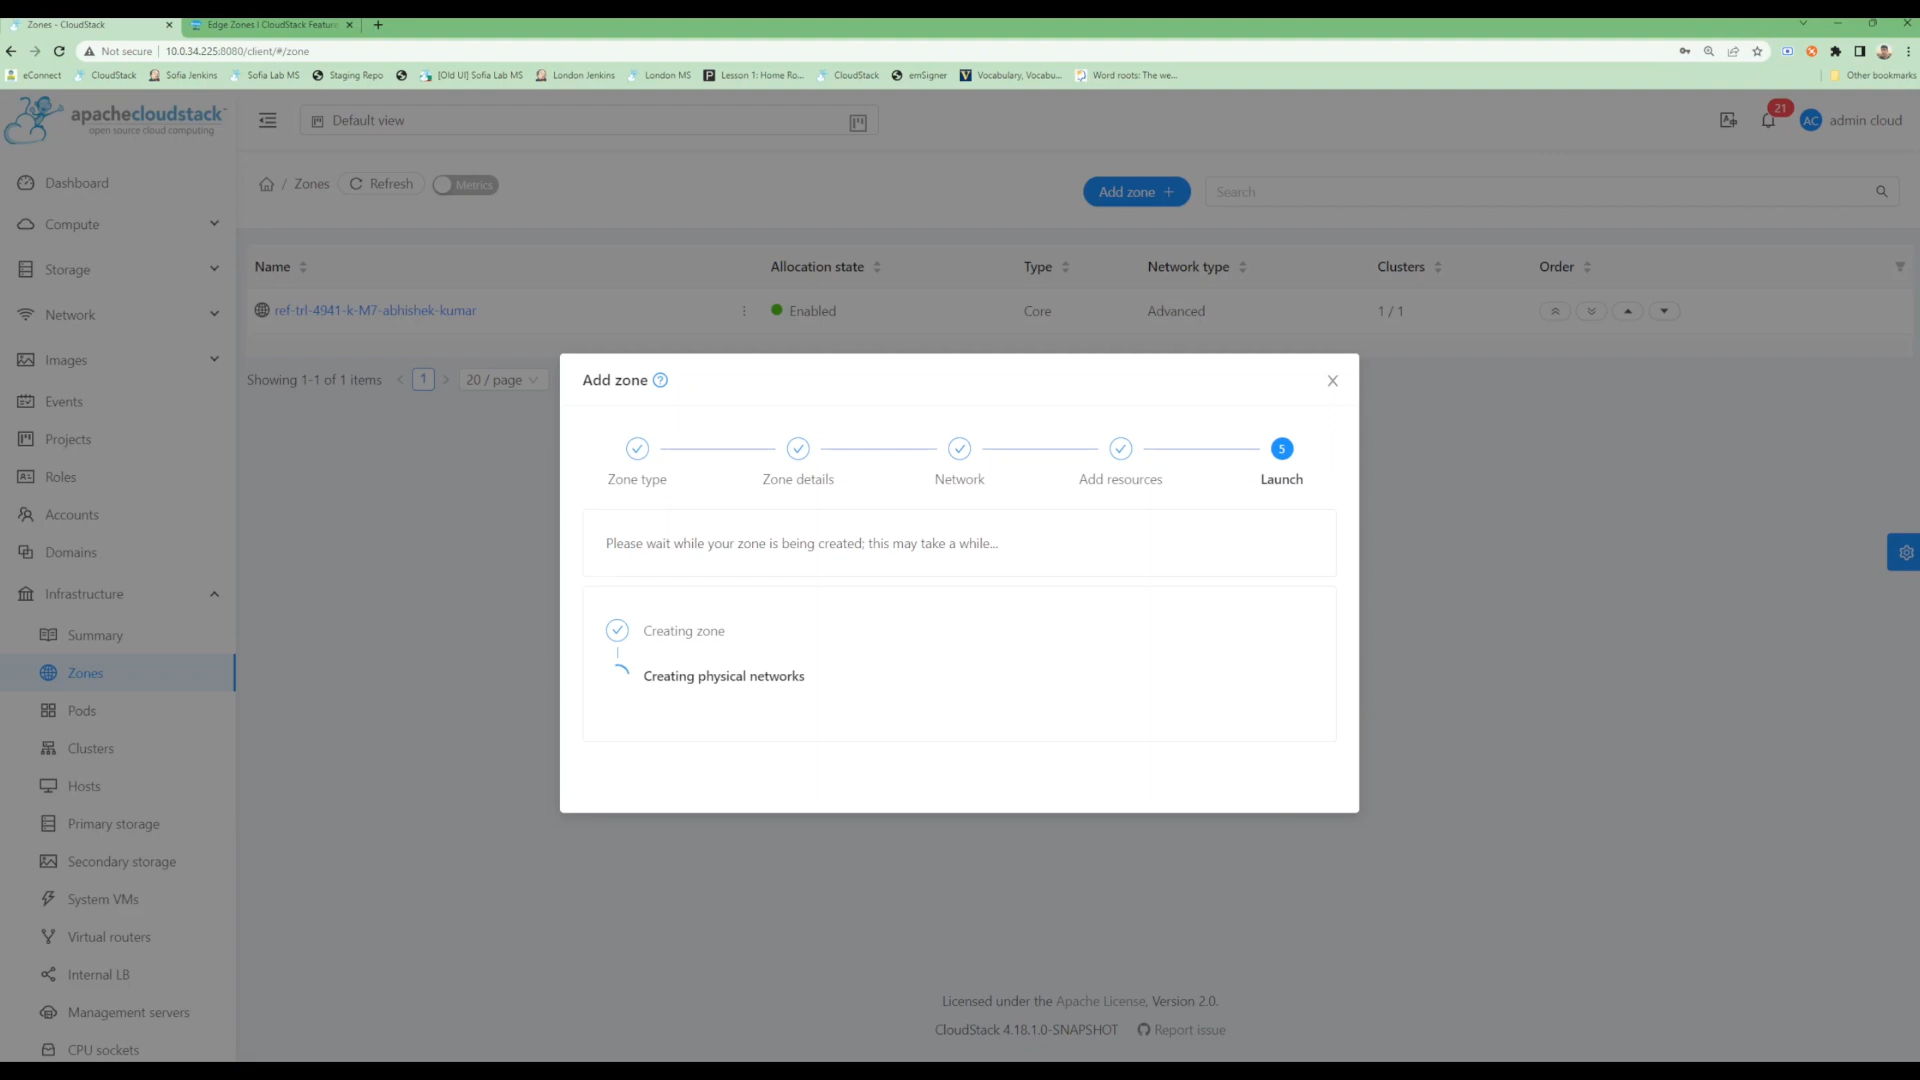 Zones - CloudStack
Edge Zones | CloudStack Feature
Not secure
10.0.34.225:8080/client/#/zone
eConnect
CloudStack
Sofia Jenkins
Sofia Lab MS
Staging Repo
[Old UI] Sofia Lab MS
London Jenkins
London MS
Lesson 1: Home Ro...
CloudStack
emSigner
Vocabulary, Vocabu...
Word roots: The we...
Other bookmarks
apachecloudstack™
open source cloud computing
Default view
21
AC
admin cloud
Dashboard
Compute
Storage
Network
Images
Events
Projects
Roles
Accounts
Domains
Infrastructure
Summary
Zones
Pods
Clusters
Hosts
Primary storage
Secondary storage
System VMs
Virtual routers
Internal LB
Management servers
CPU sockets
/ Zones
Refresh
Metrics
Add zone +
Search
Name
Allocation state
Type
Network type
Clusters
Order
ref-trl-4941-k-M7-abhishek-kumar
Enabled
Core
Advanced
1 / 1
Showing 1-1 of 1 items
1
20 / page
Add zone
Zone type
Zone details
Network
Add resources
5
Launch
Please wait while your zone is being created; this may take a while...
Creating zone
Creating physical networks
Licensed under the Apache License, Version 2.0.
CloudStack 4.18.1.0-SNAPSHOT
Report issue